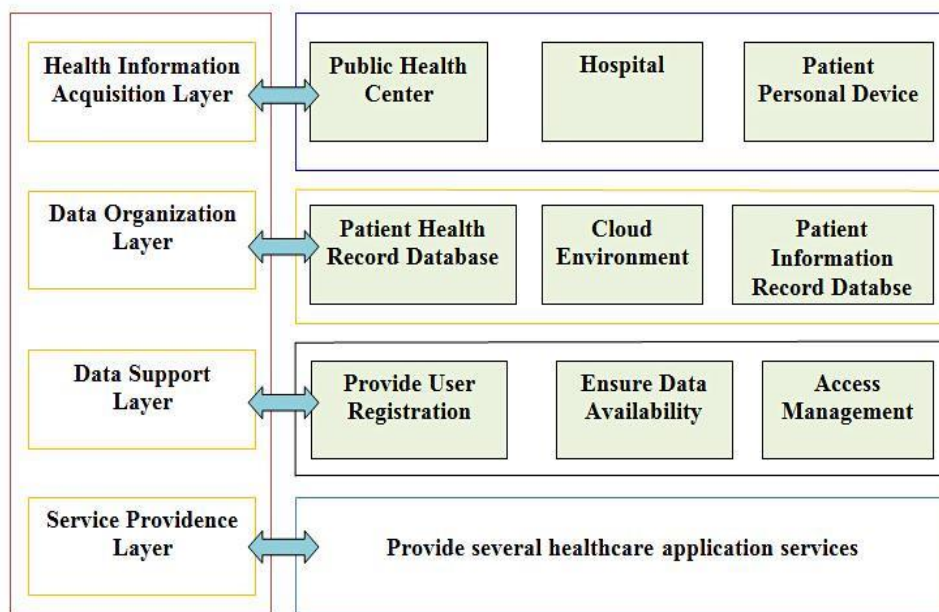 Health Information
Acquisition Layer
Public Health
Center
Hospital
Patient
Personal Device
Data Organization
Layer
Patient Health
Record Database
Cloud
Environment
Patient
Information
Record Databse
Data Support
Layer
Provide User
Registration
Ensure Data
Availability
Access
Management
Service Providence
Layer
Provide several healthcare application services